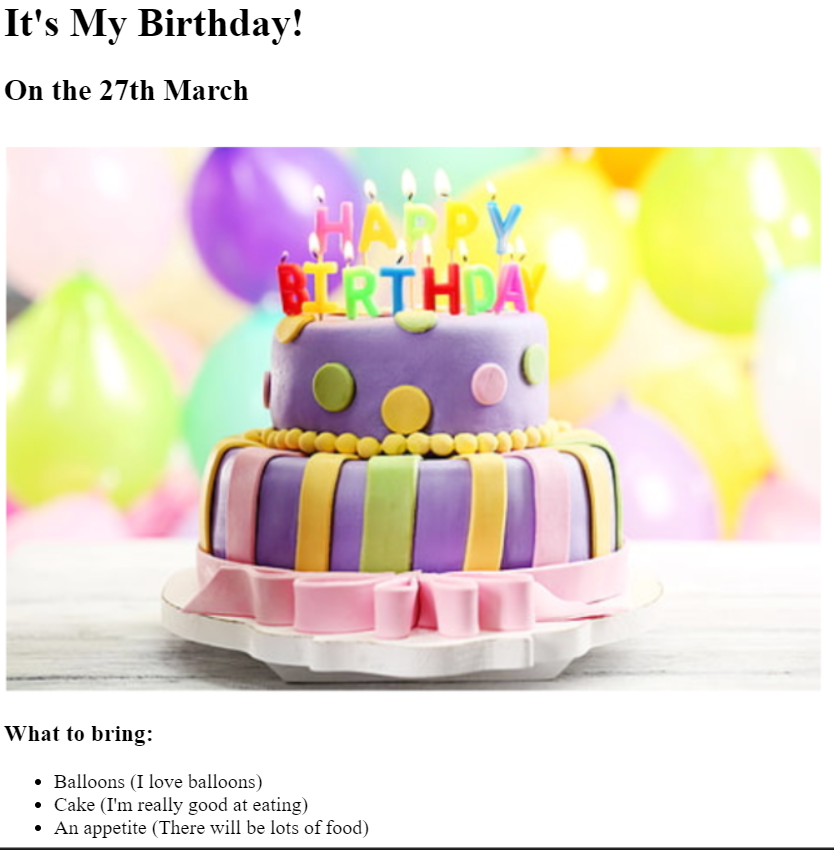 It's My Birthday!
On the 27th March
HAPPY
BIRTHDAY
What to bring:
Balloons (I love balloons)
Cake (I'm really good at eating)
An appetite (There will be lots of food)